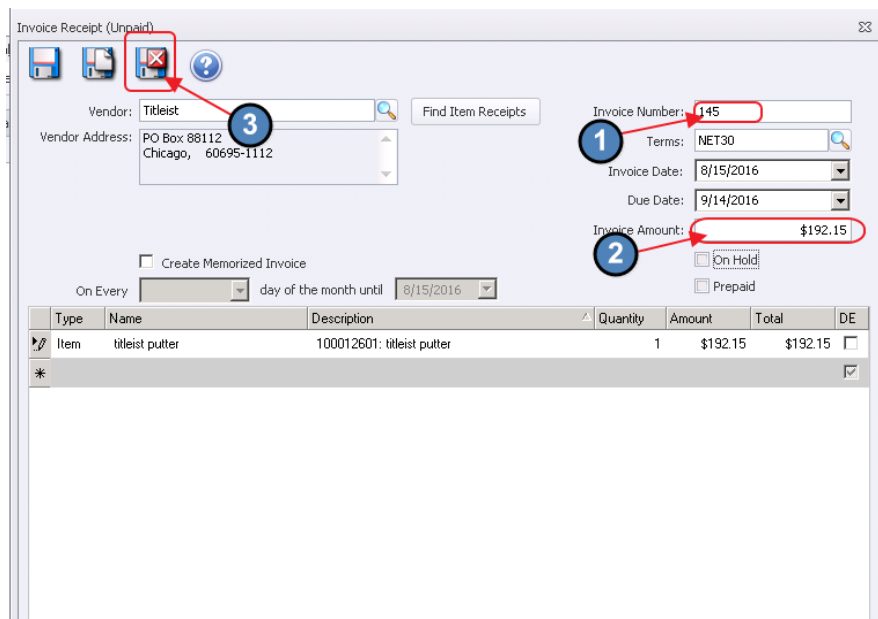 Invoice Receipt (Unpaid)
Vendor: Titleist
Find Item Receipts
Invoice Number: 145
3
1
Vendor Address: PO Box 88112
Chicago, 60695-1112
Terms: NET30
Invoice Date: 8/15/2016
Due Date: 9/14/2016
Invoice Amount: $192.15
2
On Hold
Create Memorized Invoice
Prepaid
On Every day of the month until 8/15/2016
Type Name Description Quantity Amount Total DE
Item titleist putter 100012601: titleist putter 1 $192.15 $192.15